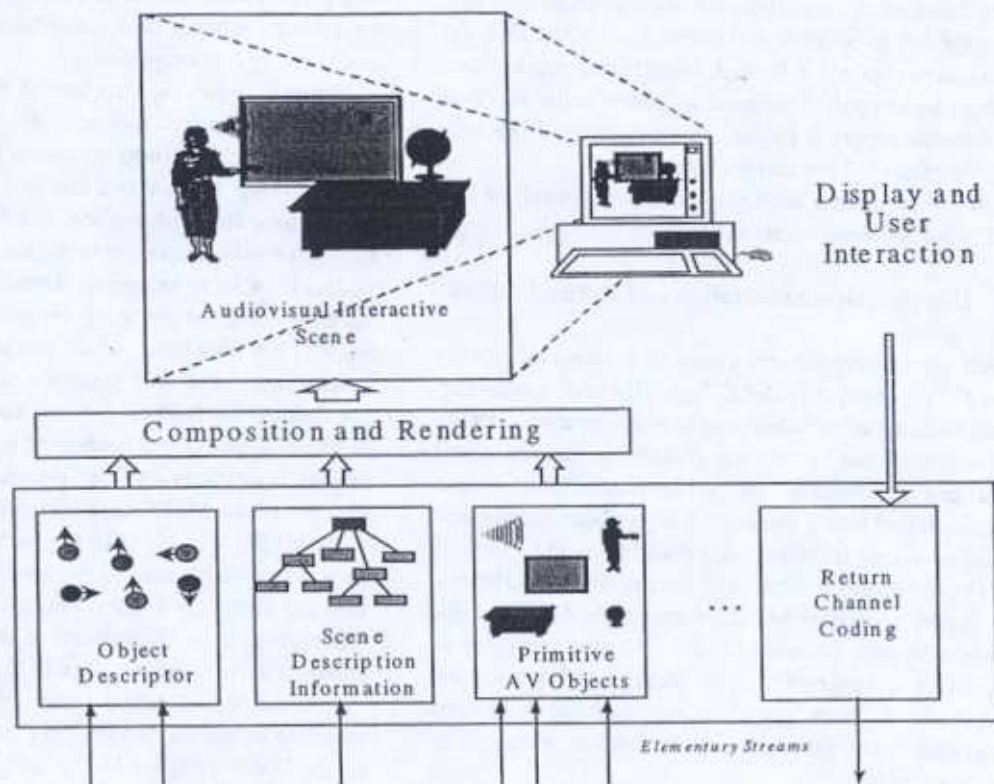 Audiovisual Interactive
Scene
Display and
User
Interaction
Composition and Rendering
Object
Descriptor
Scene
Description
Information
Primitive
AV Objects
...
Return
Channel
Coding
Elementary Streams